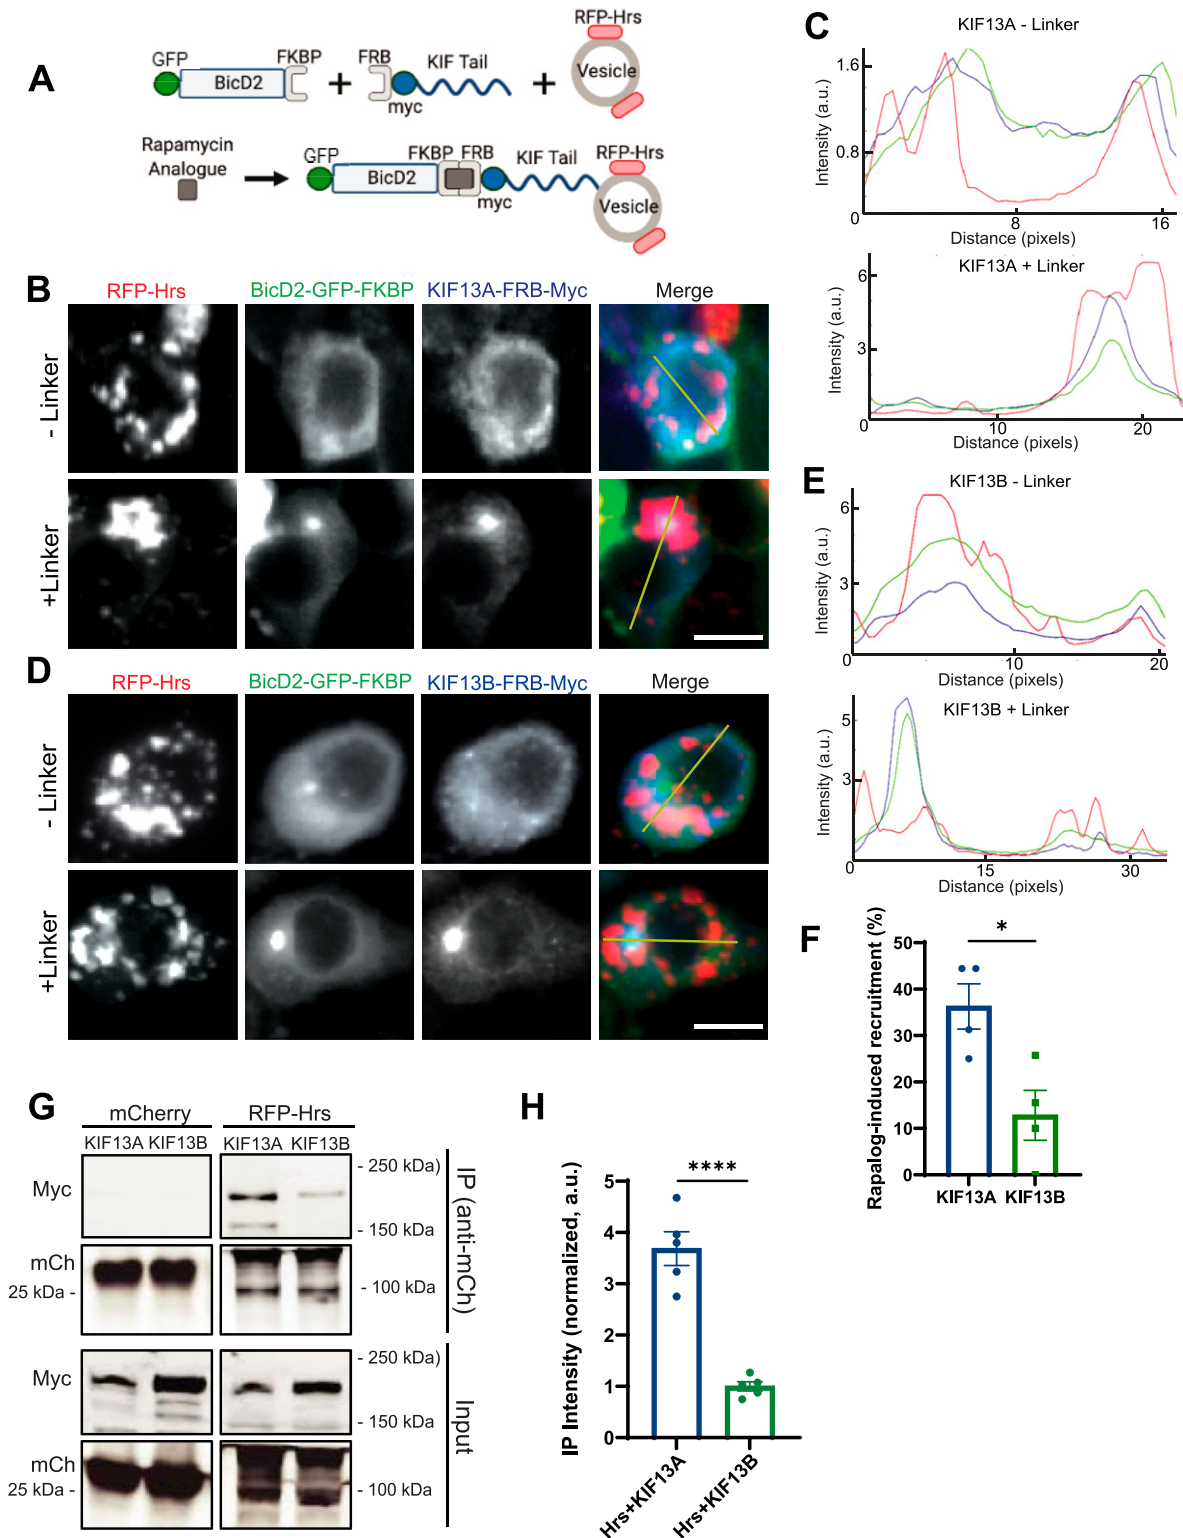 A
GFP
BicD2
FKBP
+
FRB
myc
KIF Tail
+
RFP-Hrs
Vesicle
Rapamycin
Analogue
GFP
BicD2
FKBP
FRB
myc
KIF Tail
RFP-Hrs
Vesicle
B
RFP-Hrs
BicD2-GFP-FKBP
KIF13A-FRB-Myc
Merge
- Linker
+Linker
C
KIF13A - Linker
Intensity (a.u.)
1.6
0.8
0
8
16
Distance (pixels)
KIF13A + Linker
Intensity (a.u.)
6
3
0
10
20
Distance (pixels)
D
RFP-Hrs
BicD2-GFP-FKBP
KIF13B-FRB-Myc
Merge
- Linker
+Linker
E
KIF13B - Linker
Intensity (a.u.)
6
3
0
10
20
Distance (pixels)
KIF13B + Linker
Intensity (a.u.)
5
3
0
15
30
Distance (pixels)
F
Rapalog-induced recruitment (%)
50
40
30
20
10
0
*
KIF13A
KIF13B
G
mCherry
RFP-Hrs
KIF13A KIF13B
KIF13A KIF13B
Myc
- 250 kDa)
- 150 kDa
mCh
25 kDa -
- 100 kDa
IP (anti-mCh)
Myc
- 250 kDa)
- 150 kDa
mCh
25 kDa -
- 100 kDa
Input
H
IP Intensity (normalized, a.u.)
5
4
3
2
1
0
****
Hrs+KIF13A
Hrs+KIF13B